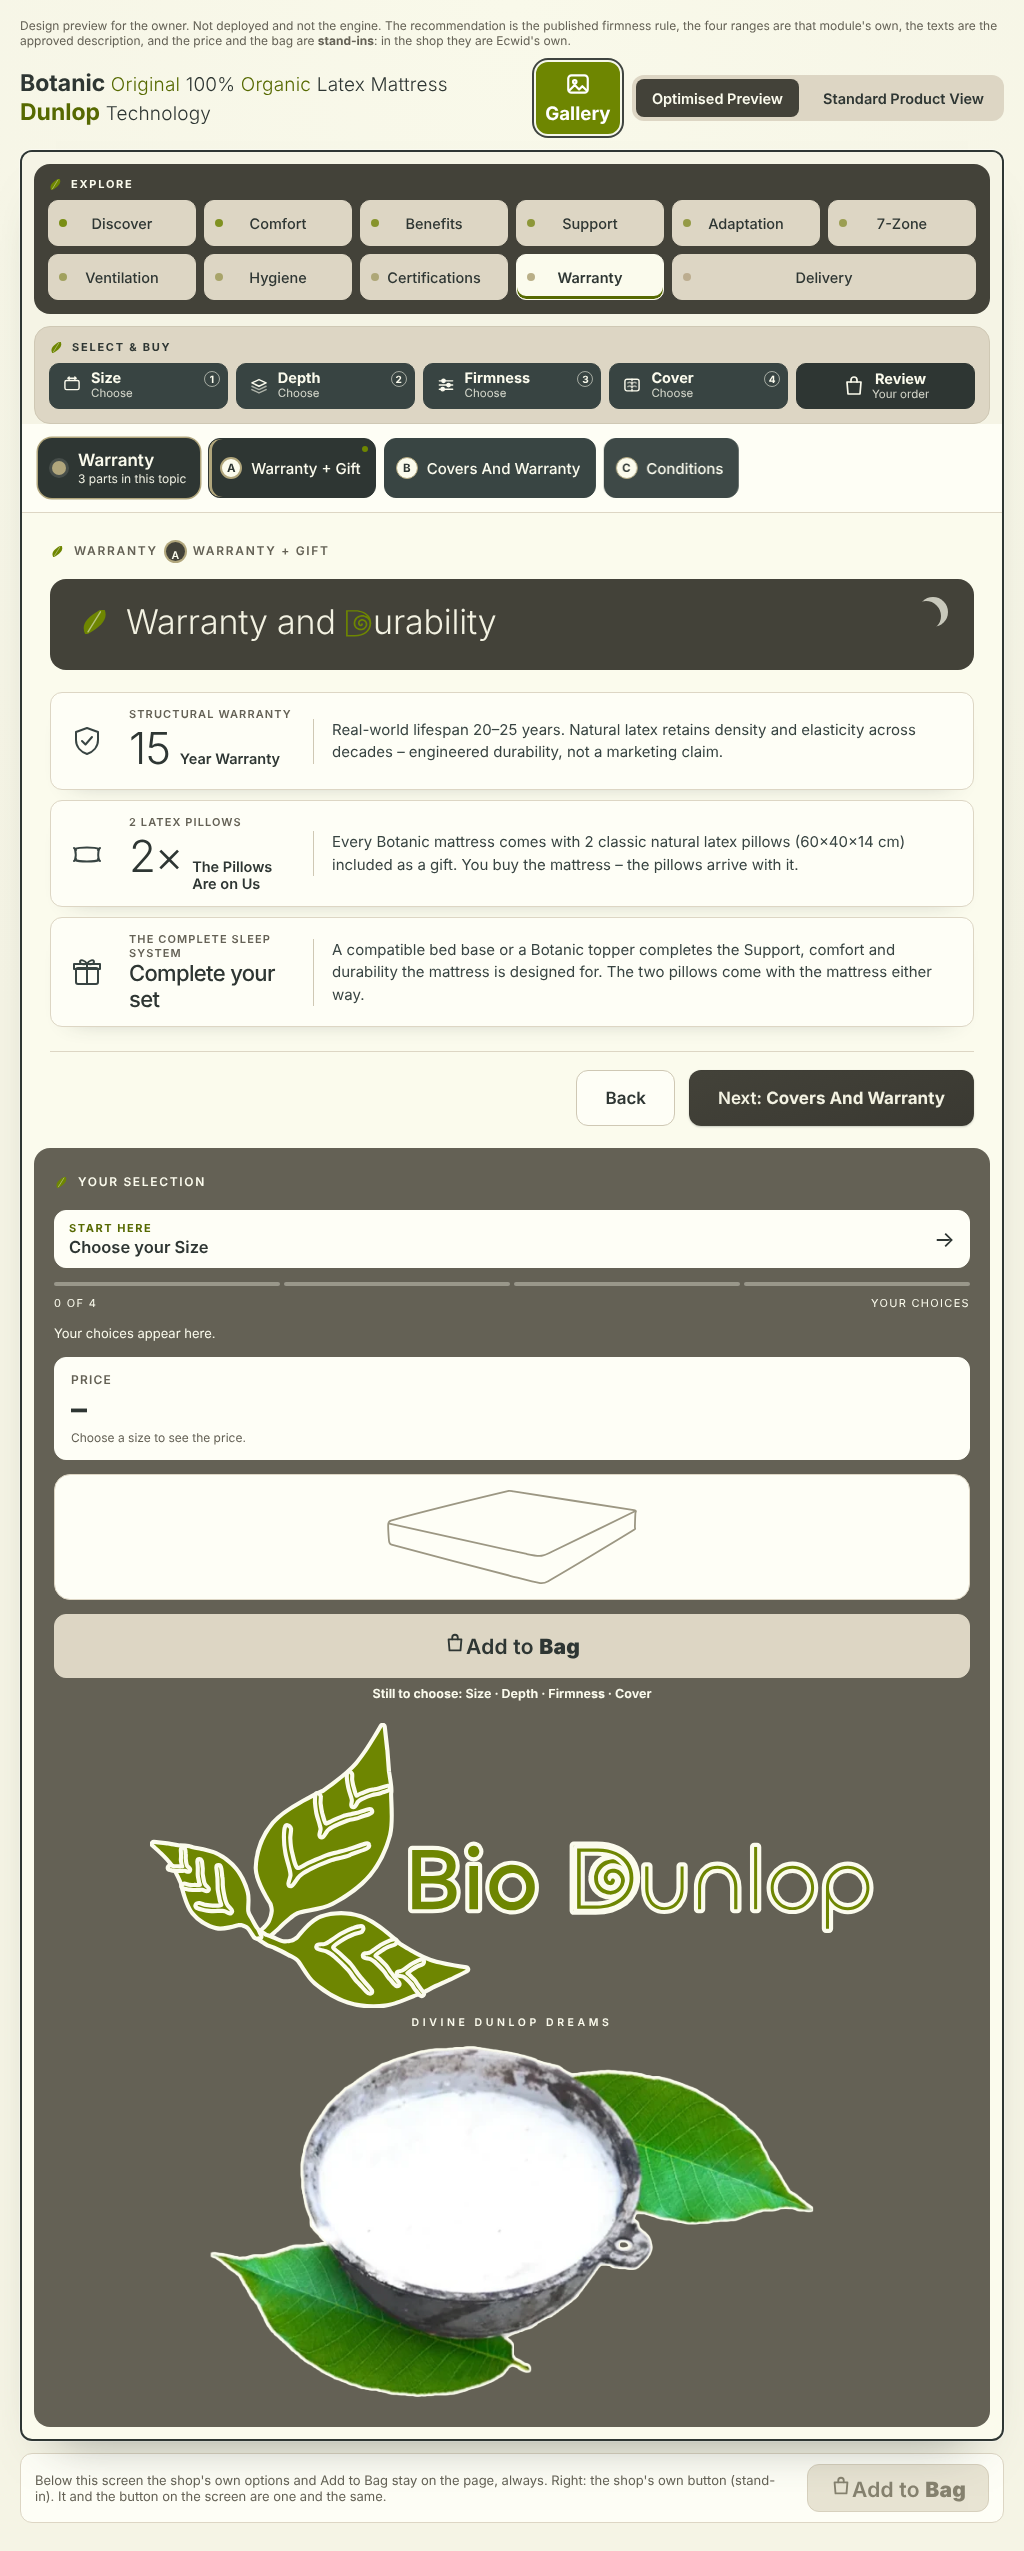 Design preview for the owner. Not deployed and not the engine. The recommendation is the published firmness rule, the four ranges are that module's own, the texts are the
approved description, and the price and the bag are stand-ins: in the shop they are Ecwid's own.
Botanic Original 100% Organic Latex Mattress
Dunlop Technology
Gallery
Optimised Preview
Standard Product View
EXPLORE
Discover
Comfort
Benefits
Support
Adaptation
7-Zone
Ventilation
Hygiene
Certifications
Warranty
Delivery
SELECT & BUY
Size
Choose
1
Depth
Choose
2
Firmness
Choose
3
Cover
Choose
4
Review
Your order
Warranty
3 parts in this topic
A Warranty + Gift
B Covers And Warranty
C Conditions
WARRANTY A WARRANTY + GIFT
Warranty and Durability
STRUCTURAL WARRANTY
15 Year Warranty
Real-world lifespan 20–25 years. Natural latex retains density and elasticity across
decades – engineered durability, not a marketing claim.
2 LATEX PILLOWS
2× The Pillows
Are on Us
Every Botanic mattress comes with 2 classic natural latex pillows (60×40×14 cm)
included as a gift. You buy the mattress – the pillows arrive with it.
THE COMPLETE SLEEP
SYSTEM
Complete your
set
A compatible bed base or a Botanic topper completes the Support, comfort and
durability the mattress is designed for. The two pillows come with the mattress either
way.
Back
Next: Covers And Warranty
YOUR SELECTION
START HERE
Choose your Size
0 OF 4
YOUR CHOICES
Your choices appear here.
PRICE
–
Choose a size to see the price.
Add to Bag
Still to choose: Size · Depth · Firmness · Cover
Bio Dunlop
DIVINE DUNLOP DREAMS
Below this screen the shop's own options and Add to Bag stay on the page, always. Right: the shop's own button (stand-
in). It and the button on the screen are one and the same.
Add to Bag